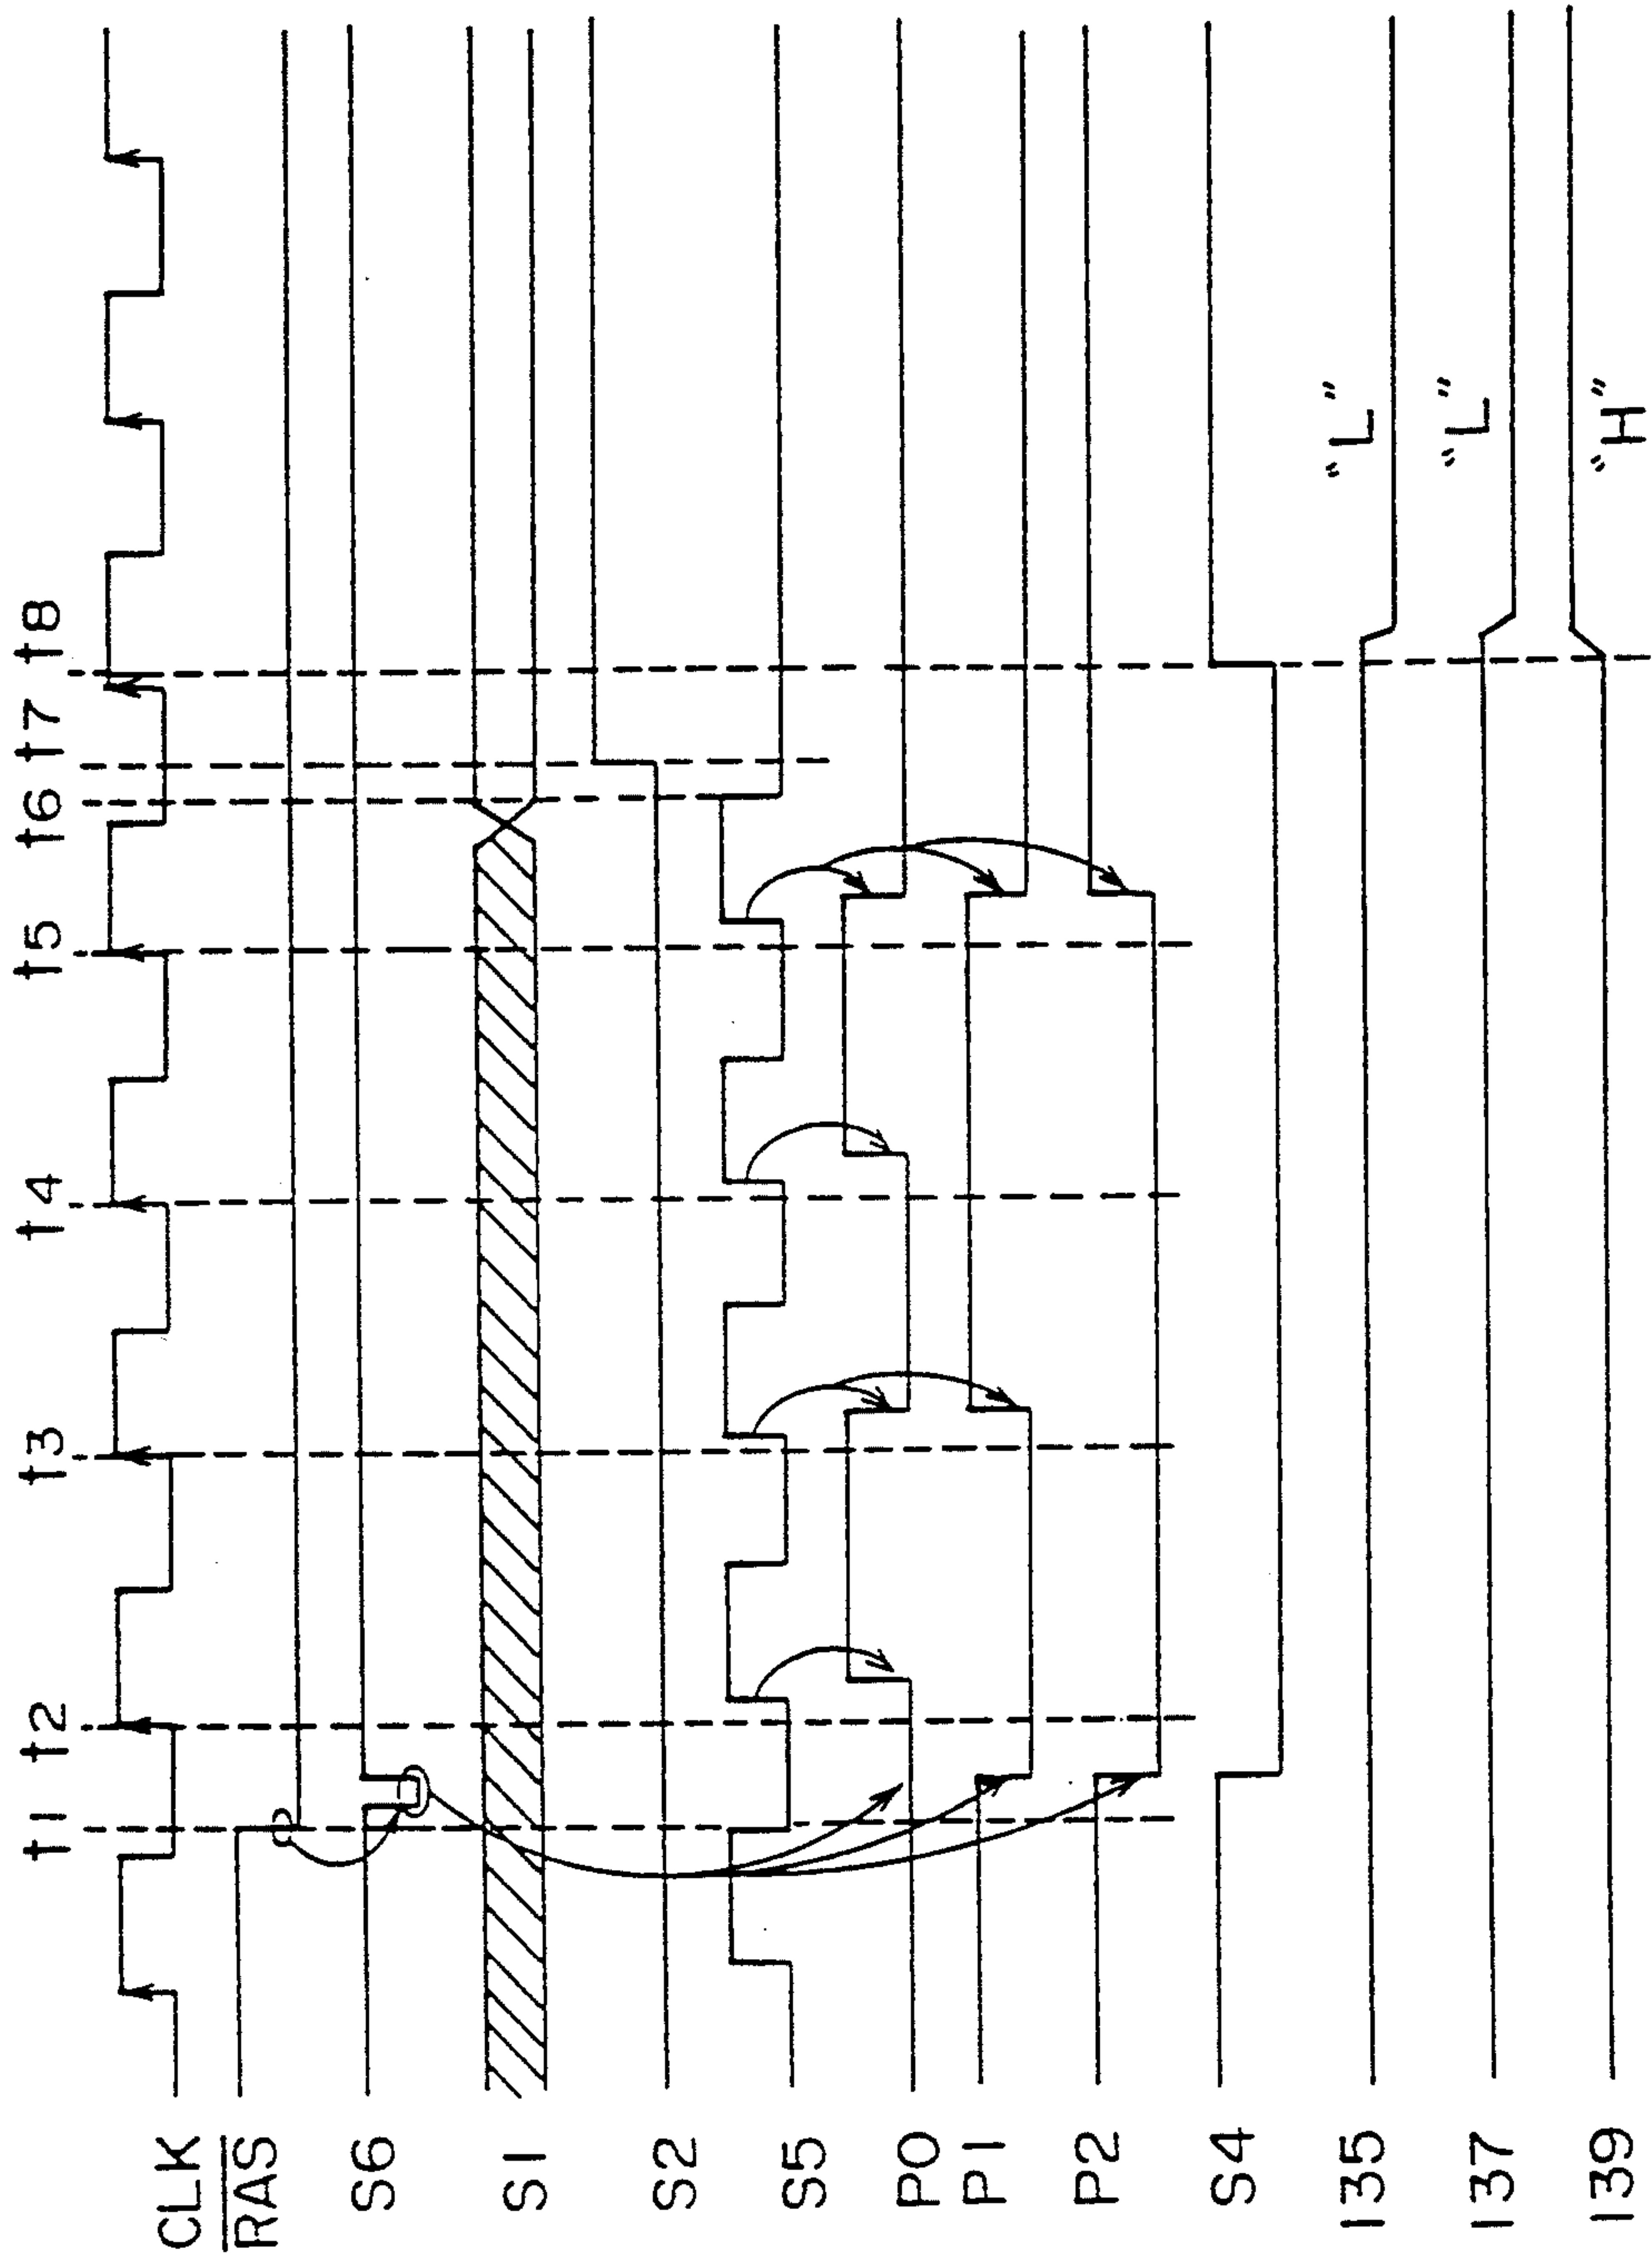 t1 t2 t3 t4 t5 t6 t7 t8
CLK
RAS
S6
S1
S2
S5
P0
P1
P2
S4
135 "L"
137 "L"
139 "H"